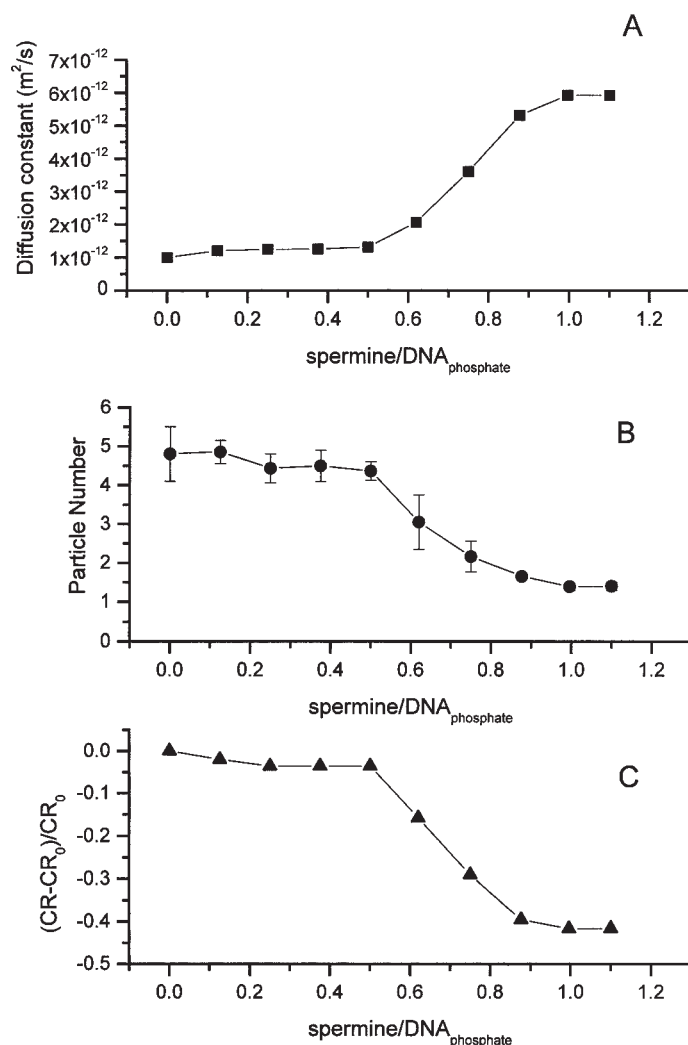 A
Diffusion constant (m²/s)
7x10⁻¹²
6x10⁻¹²
5x10⁻¹²
4x10⁻¹²
3x10⁻¹²
2x10⁻¹²
1x10⁻¹²
0
0.0 0.2 0.4 0.6 0.8 1.0 1.2
spermine/DNAphosphate
B
Particle Number
6
5
4
3
2
1
0
0.0 0.2 0.4 0.6 0.8 1.0 1.2
spermine/DNAphosphate
C
(CR-CR₀)/CR₀
0.0
-0.1
-0.2
-0.3
-0.4
-0.5
0.0 0.2 0.4 0.6 0.8 1.0 1.2
spermine/DNAphosphate